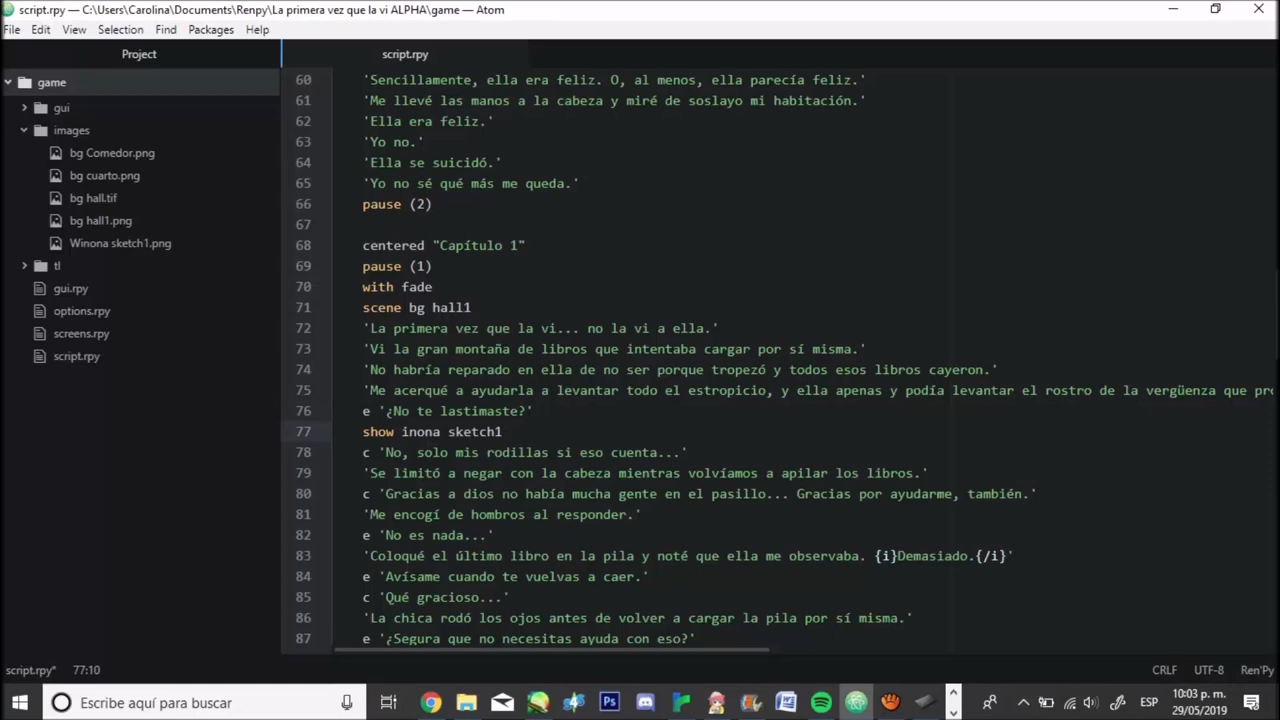 script.rpy — C:\Users\Carolina\Documents\Renpy\La primera vez que la vi ALPHA\game — Atom
File Edit View Selection Find Packages Help
Project
script.rpy
game
gui
images
bg Comedor.png
bg cuarto.png
bg hall.tif
bg hall1.png
Winona sketch1.png
tl
gui.rpy
options.rpy
screens.rpy
script.rpy
60 'Sencillamente, ella era feliz. O, al menos, ella parecía feliz.'
61 'Me llevé las manos a la cabeza y miré de soslayo mi habitación.'
62 'Ella era feliz.'
63 'Yo no.'
64 'Ella se suicidó.'
65 'Yo no sé qué más me queda.'
66 pause (2)
67
68 centered "Capítulo 1"
69 pause (1)
70 with fade
71 scene bg hall1
72 'La primera vez que la vi... no la vi a ella.'
73 'Vi la gran montaña de libros que intentaba cargar por sí misma.'
74 'No habría reparado en ella de no ser porque tropezó y todos esos libros cayeron.'
75 'Me acerqué a ayudarla a levantar todo el estropicio, y ella apenas y podía levantar el rostro de la vergüenza que pro
76 e '¿No te lastimaste?'
77 show inona sketch1
78 c 'No, solo mis rodillas si eso cuenta...'
79 'Se limitó a negar con la cabeza mientras volvíamos a apilar los libros.'
80 c 'Gracias a dios no había mucha gente en el pasillo... Gracias por ayudarme, también.'
81 'Me encogí de hombros al responder.'
82 e 'No es nada...'
83 'Coloqué el último libro en la pila y noté que ella me observaba. {i}Demasiado.{/i}'
84 e 'Avísame cuando te vuelvas a caer.'
85 c 'Qué gracioso...'
86 'La chica rodó los ojos antes de volver a cargar la pila por sí misma.'
87 e '¿Segura que no necesitas ayuda con eso?'
script.rpy* 77:10 CRLF UTF-8 Ren'Py
Escribe aquí para buscar
Ps
ESP
10:03 p. m.
29/05/2019